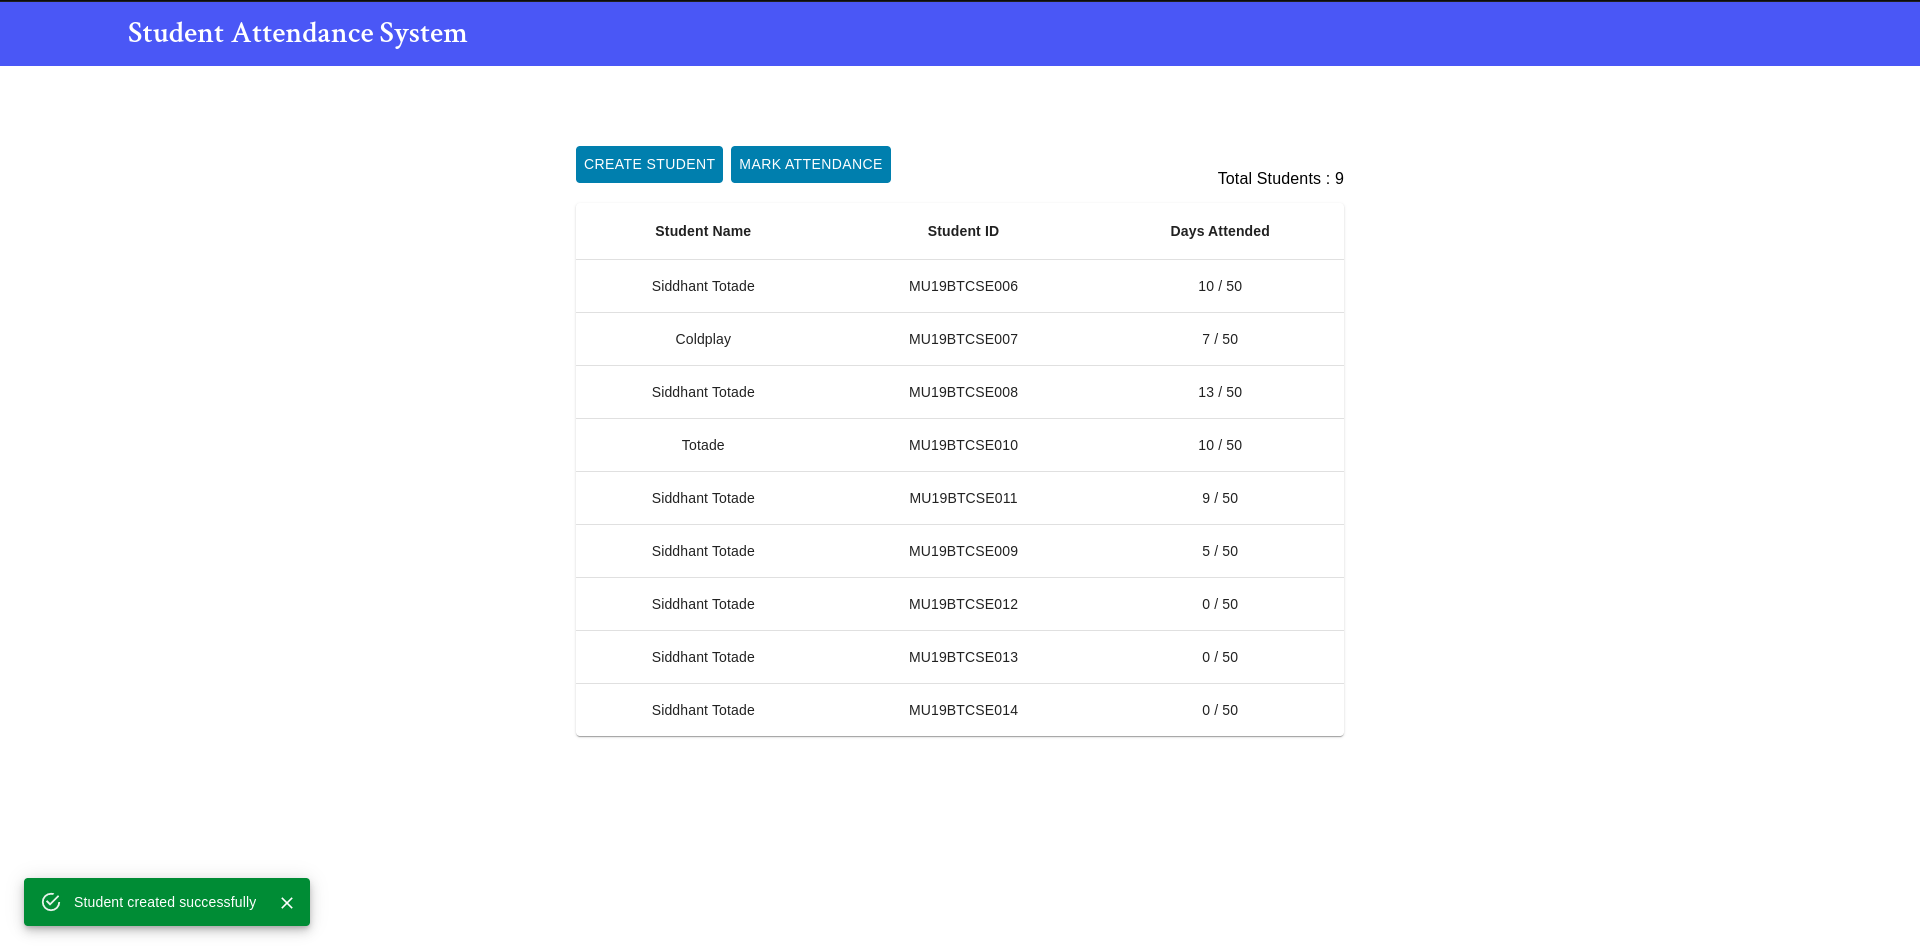 Student Attendance System
CREATE STUDENT MARK ATTENDANCE
Total Students : 9
Student Name Student ID Days Attended
Siddhant Totade MU19BTCSE006 10 / 50
Coldplay MU19BTCSE007 7 / 50
Siddhant Totade MU19BTCSE008 13 / 50
Totade MU19BTCSE010 10 / 50
Siddhant Totade MU19BTCSE011 9 / 50
Siddhant Totade MU19BTCSE009 5 / 50
Siddhant Totade MU19BTCSE012 0 / 50
Siddhant Totade MU19BTCSE013 0 / 50
Siddhant Totade MU19BTCSE014 0 / 50
Student created successfully